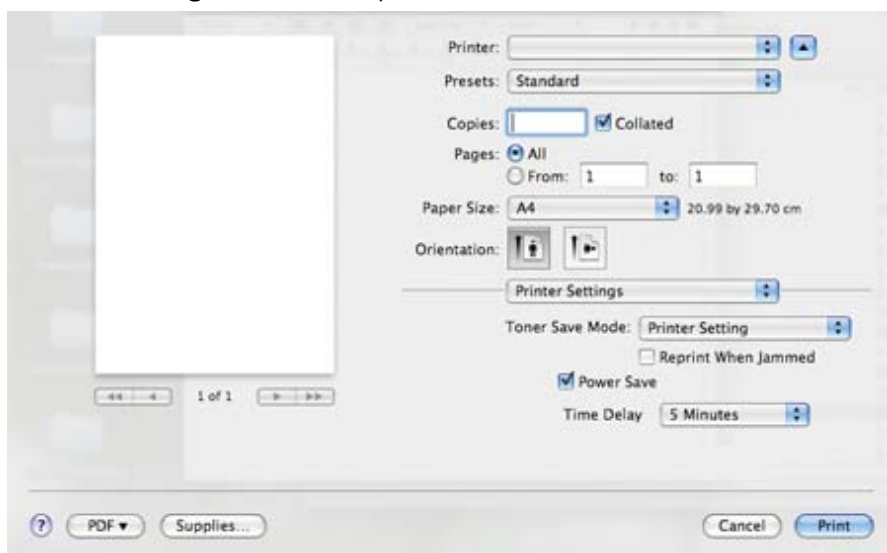 Printer:
Presets: Standard
Copies: Collated
Pages: All
From: 1 to: 1
Paper Size: A4 20.99 by 29.70 cm
Orientation:
Printer Settings
Toner Save Mode: Printer Setting
Reprint When Jammed
Power Save
1 of 1
Time Delay 5 Minutes
? PDF Supplies... Cancel Print